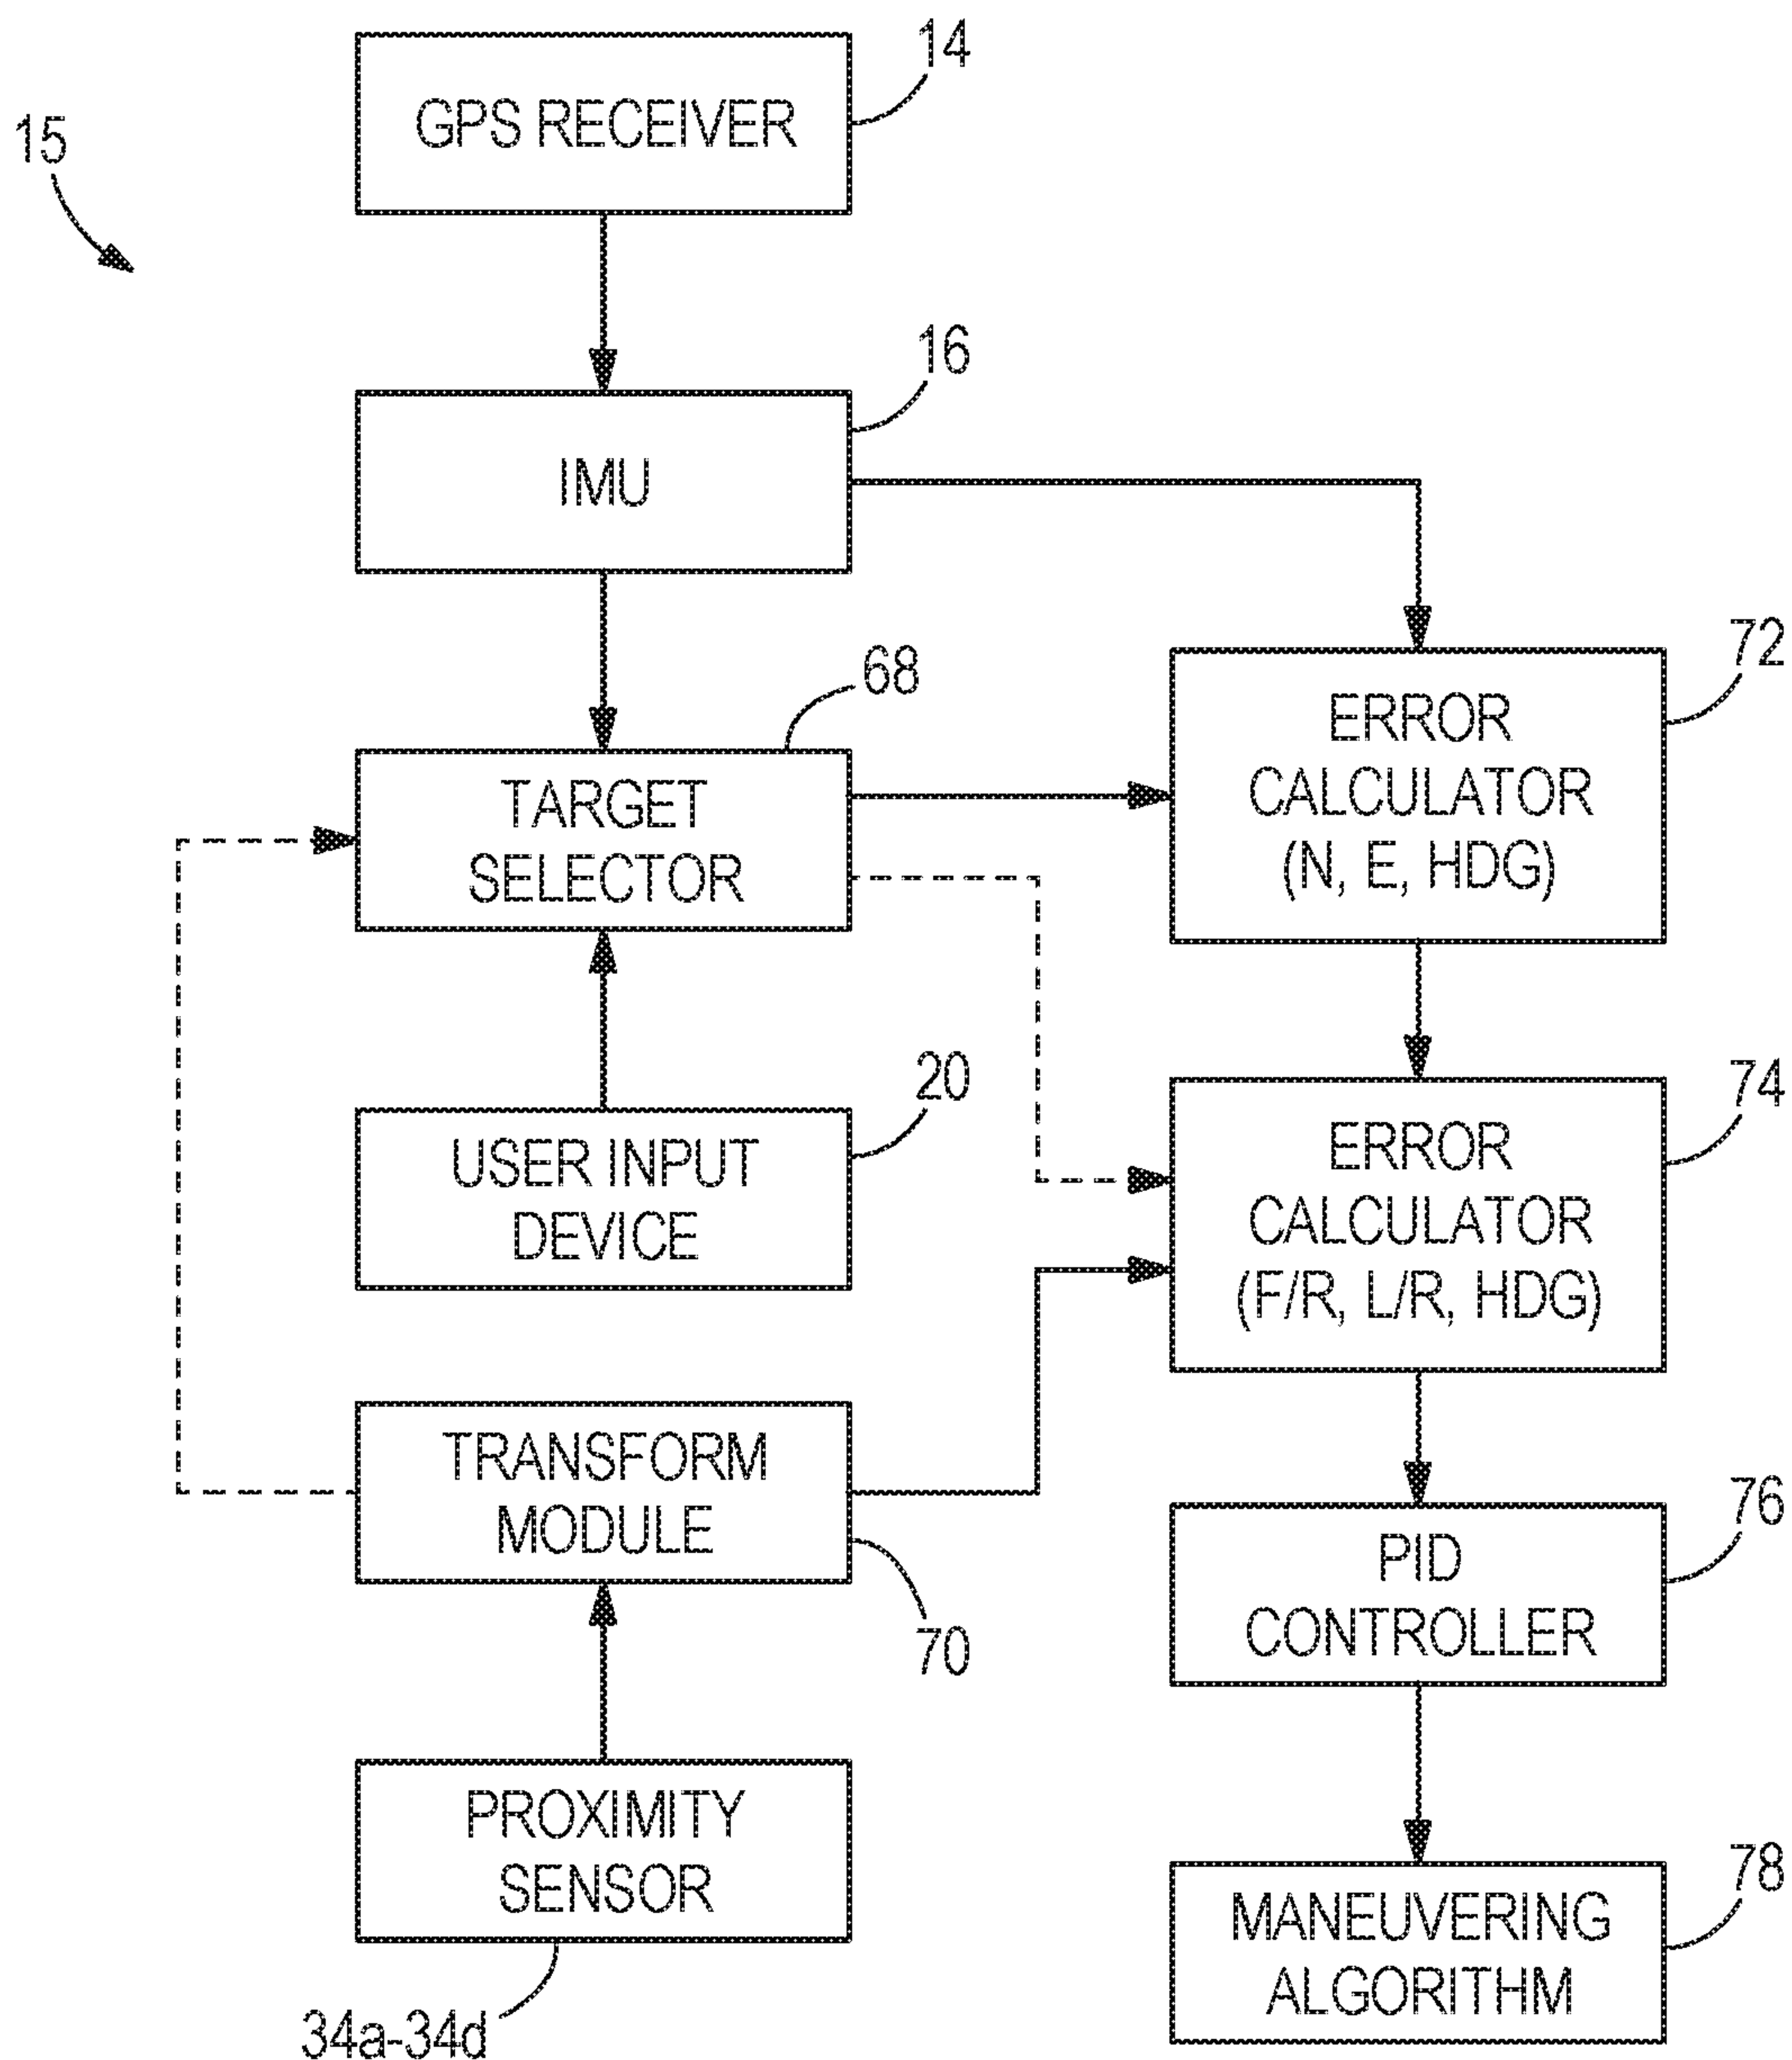 14
GPS RECEIVER
15
16
IMU
68
72
TARGET
SELECTOR
ERROR
CALCULATOR
(N, E, HDG)
20
USER INPUT
DEVICE
74
ERROR
CALCULATOR
(F/R, L/R, HDG)
TRANSFORM
MODULE
70
76
PID
CONTROLLER
PROXIMITY
SENSOR
34a-34d
78
MANEUVERING
ALGORITHM